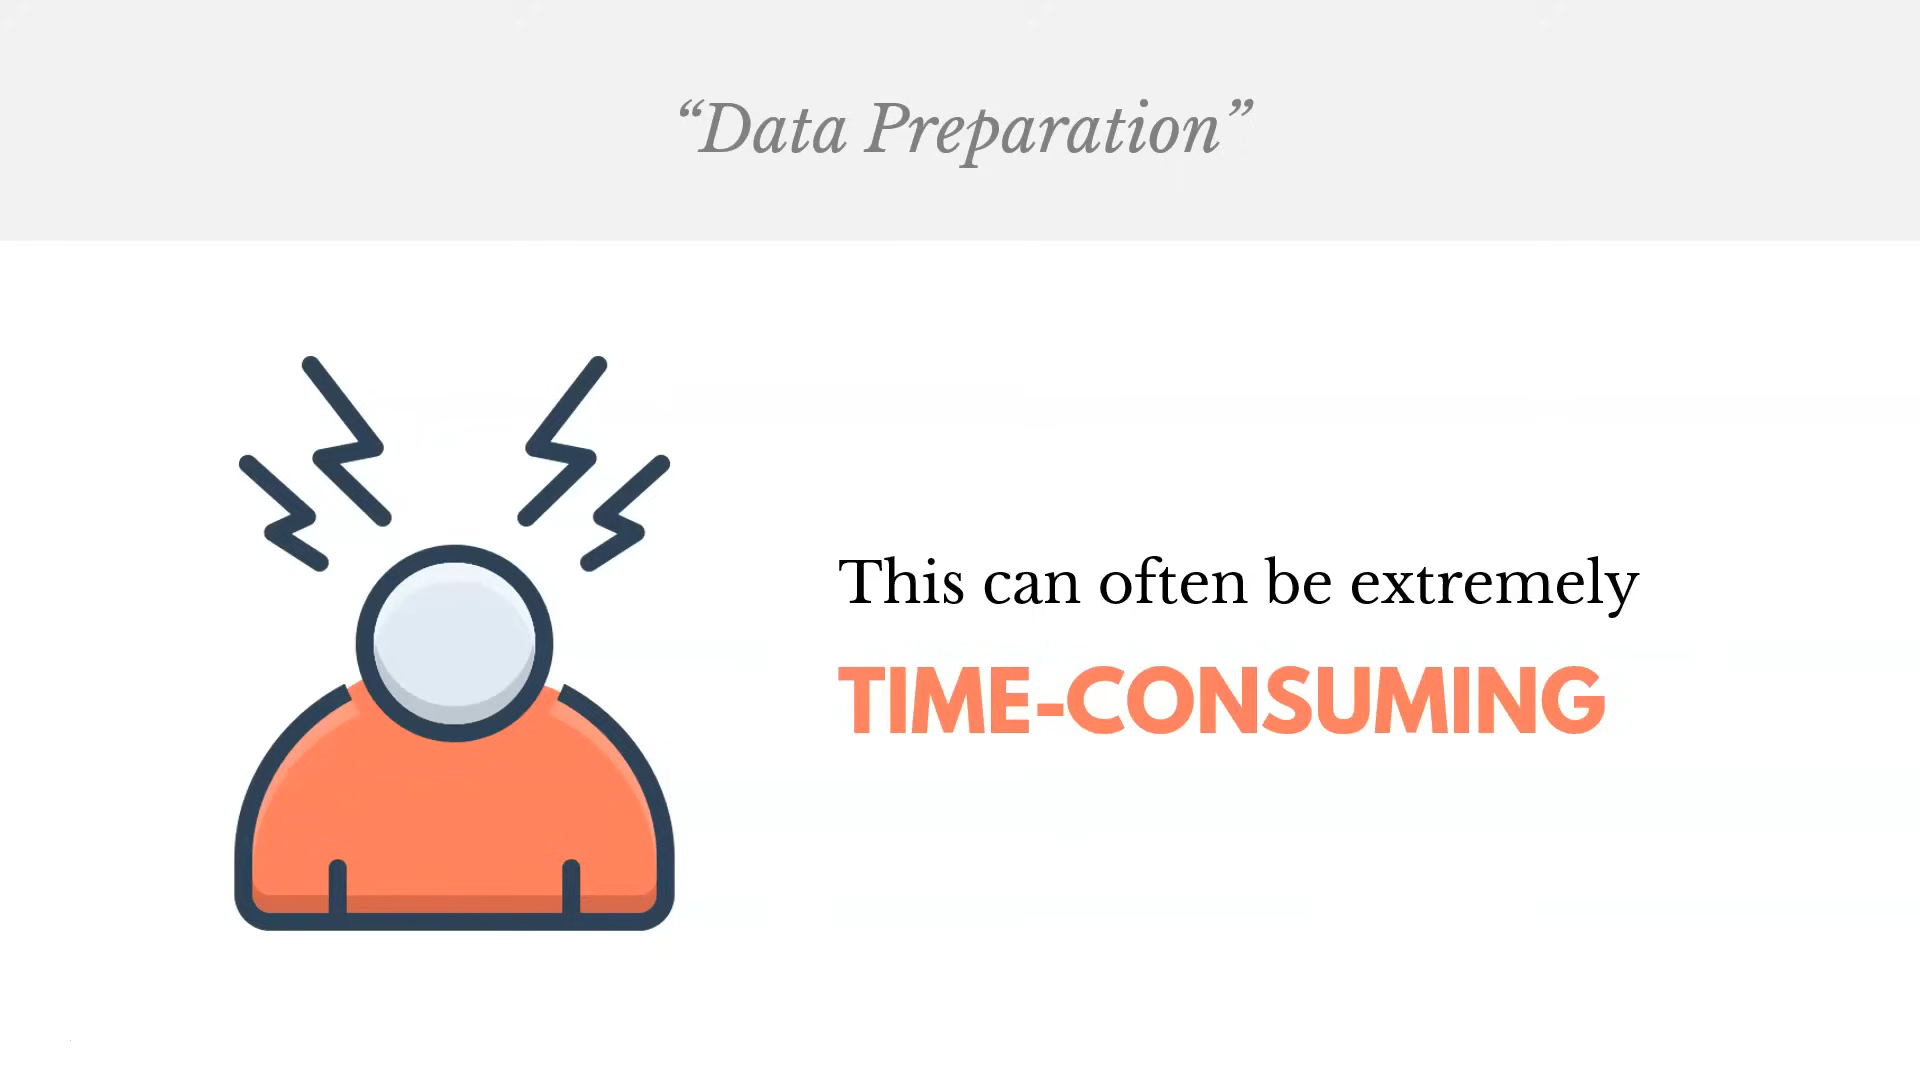 “Data Preparation”
This can often be extremely
TIME-CONSUMING